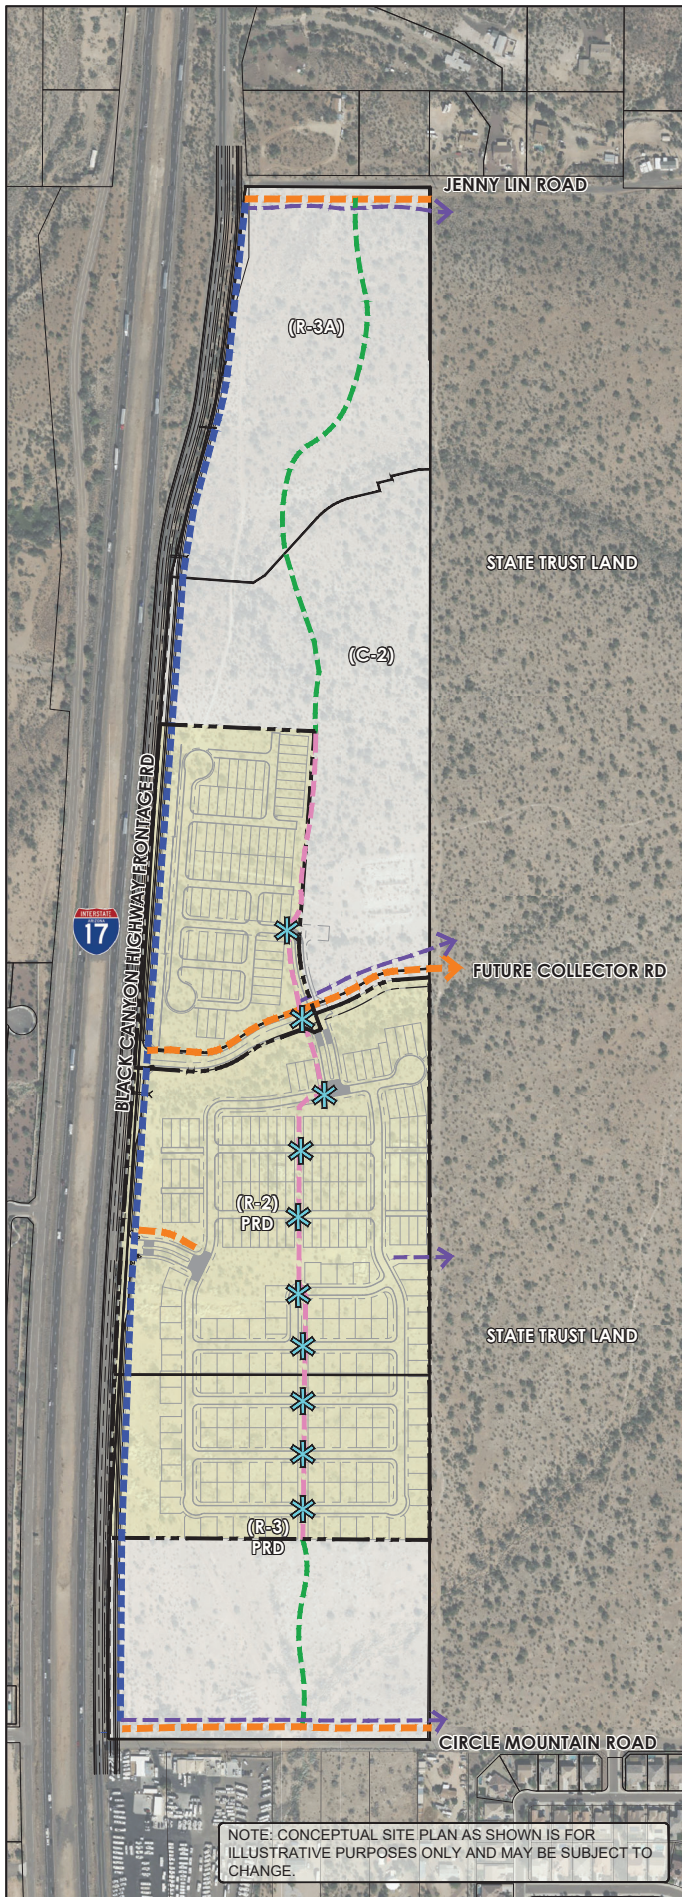 JENNY LIN ROAD
(R-3A)
STATE TRUST LAND
(C-2)
BLACK CANYON HIGHWAY FRONTAGE RD
INTERSTATE
ARIZONA
17
FUTURE COLLECTOR RD
(R-2)
PRD
STATE TRUST LAND
(R-3)
PRD
CIRCLE MOUNTAIN ROAD
NOTE: CONCEPTUAL SITE PLAN AS SHOWN IS FOR
ILLUSTRATIVE PURPOSES ONLY AND MAY BE SUBJECT TO
CHANGE.